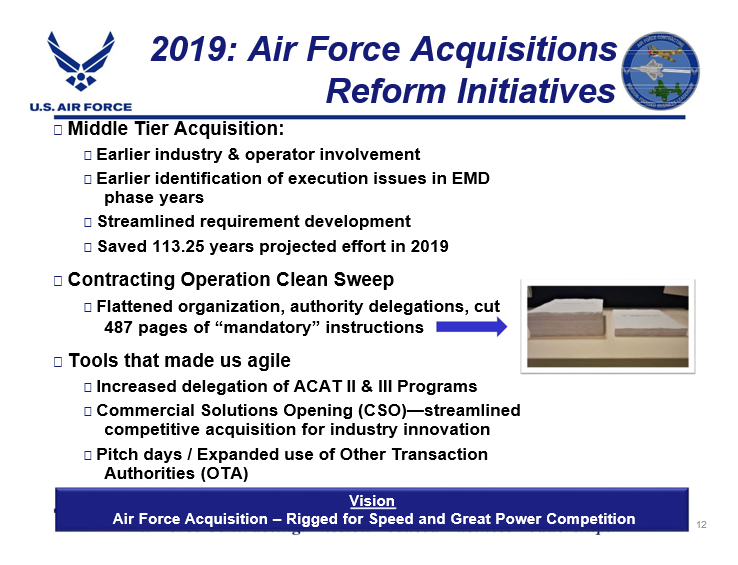 2019: Air Force Acquisitions
Reform Initiatives
U.S. AIR FORCE
Middle Tier Acquisition:
Earlier industry & operator involvement
Earlier identification of execution issues in EMD
phase years
Streamlined requirement development
Saved 113.25 years projected effort in 2019
Contracting Operation Clean Sweep
Flattened organization, authority delegations, cut
487 pages of “mandatory” instructions
Tools that made us agile
Increased delegation of ACAT II & III Programs
Commercial Solutions Opening (CSO)—streamlined
competitive acquisition for industry innovation
Pitch days / Expanded use of Other Transaction
Authorities (OTA)
Vision
Air Force Acquisition – Rigged for Speed and Great Power Competition
12